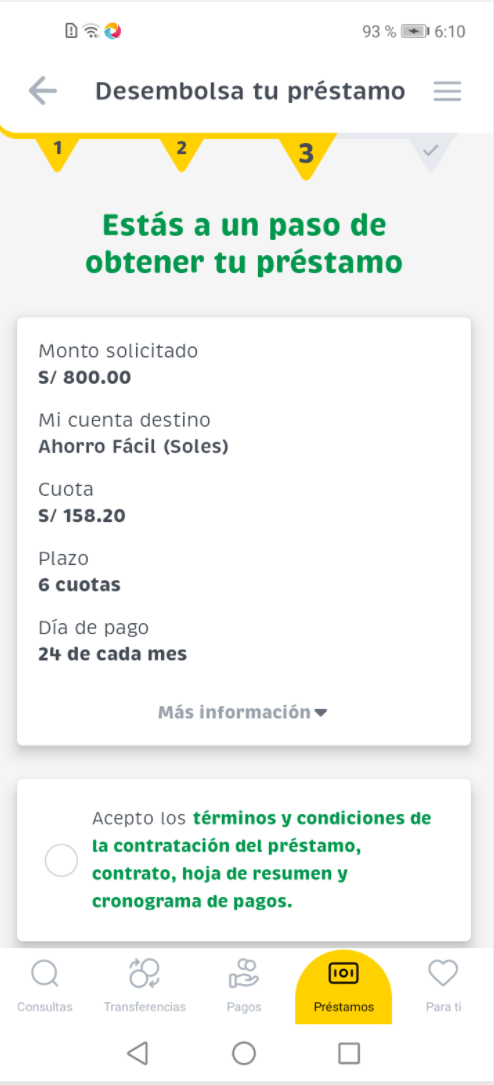 93 % 6:10
Desembolsa tu préstamo
1 2 3
Estás a un paso de
obtener tu préstamo
Monto solicitado
S/ 800.00
Mi cuenta destino
Ahorro Fácil (Soles)
Cuota
S/ 158.20
Plazo
6 cuotas
Día de pago
24 de cada mes
Más información
Acepto los términos y condiciones de
la contratación del préstamo,
contrato, hoja de resumen y
cronograma de pagos.
Consultas Transferencias Pagos Préstamos Para ti